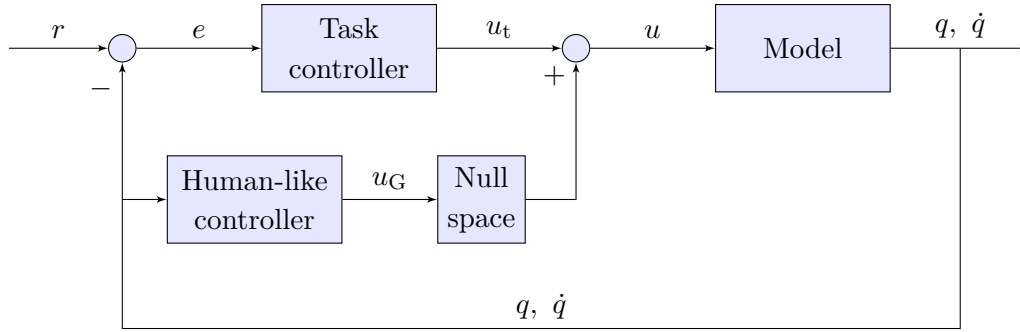 r
e
Task
controller
u_t
u
Model
q, q̇
−
+
Human-like
controller
u_G
Null
space
q, q̇